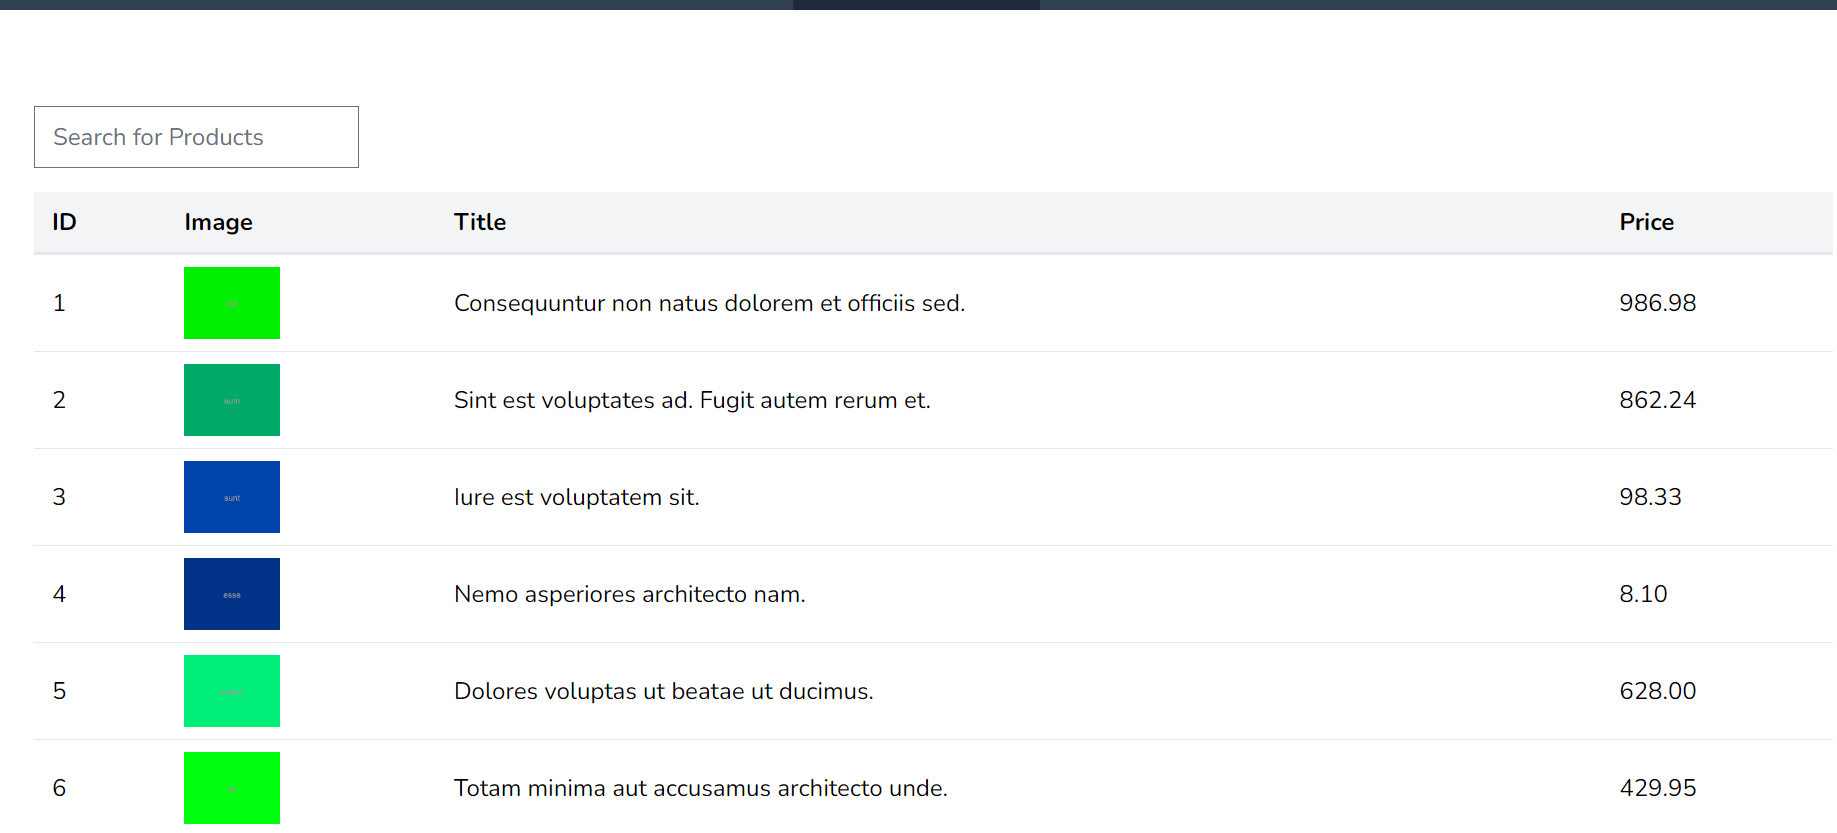 Search for Products
ID Image Title Price
1 Consequuntur non natus dolorem et officiis sed. 986.98
2 eum Sint est voluptates ad. Fugit autem rerum et. 862.24
3 sunt Iure est voluptatem sit. 98.33
4 esse Nemo asperiores architecto nam. 8.10
5 Dolores voluptas ut beatae ut ducimus. 628.00
6 Totam minima aut accusamus architecto unde. 429.95